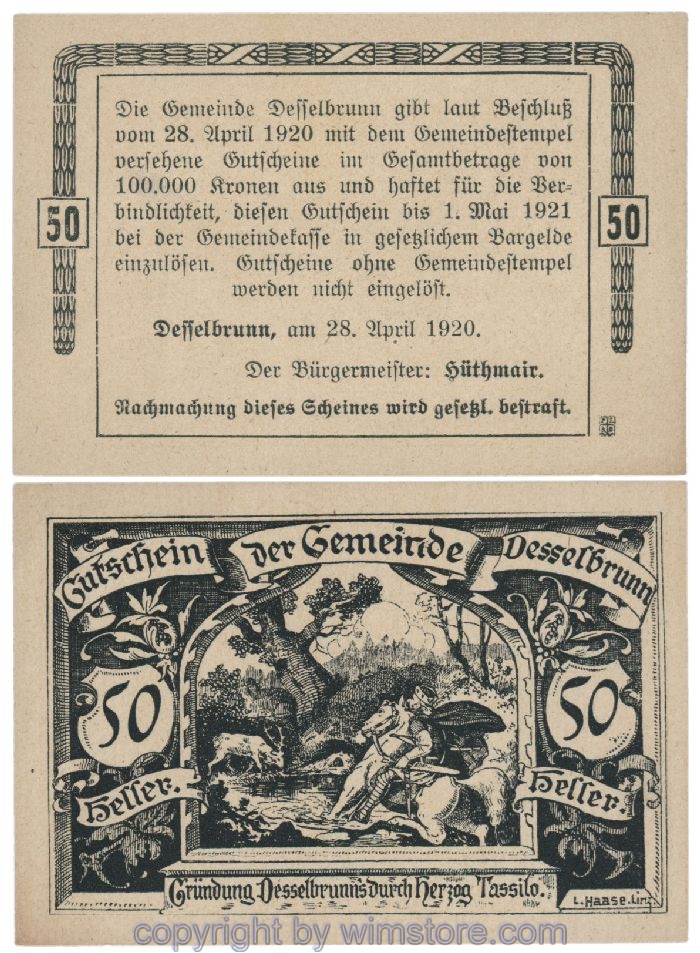 50
50
Die Gemeinde Desselbrunn gibt laut Beschluß
vom 28. April 1920 mit dem Gemeindestempel
versehene Gutscheine im Gesamtbetrage von
100.000 Kronen aus und haftet für die Ver-
bindlichkeit, diesen Gutschein bis 1. Mai 1921
bei der Gemeindekasse in gesetzlichem Bargelde
einzulösen. Gutscheine ohne Gemeindestempel
werden nicht eingelöst.
Desselbrunn, am 28. April 1920.
Der Bürgermeister: Hüthmair.
Nachmachung dieses Scheines wird gesetzl. bestraft.
Gutschein der Gemeinde Desselbrunn
50 50
Heller. Heller.
Gründung Desselbrunns durch Herzog Tassilo.
L. Haase. Linz
copyright by wimstore.com